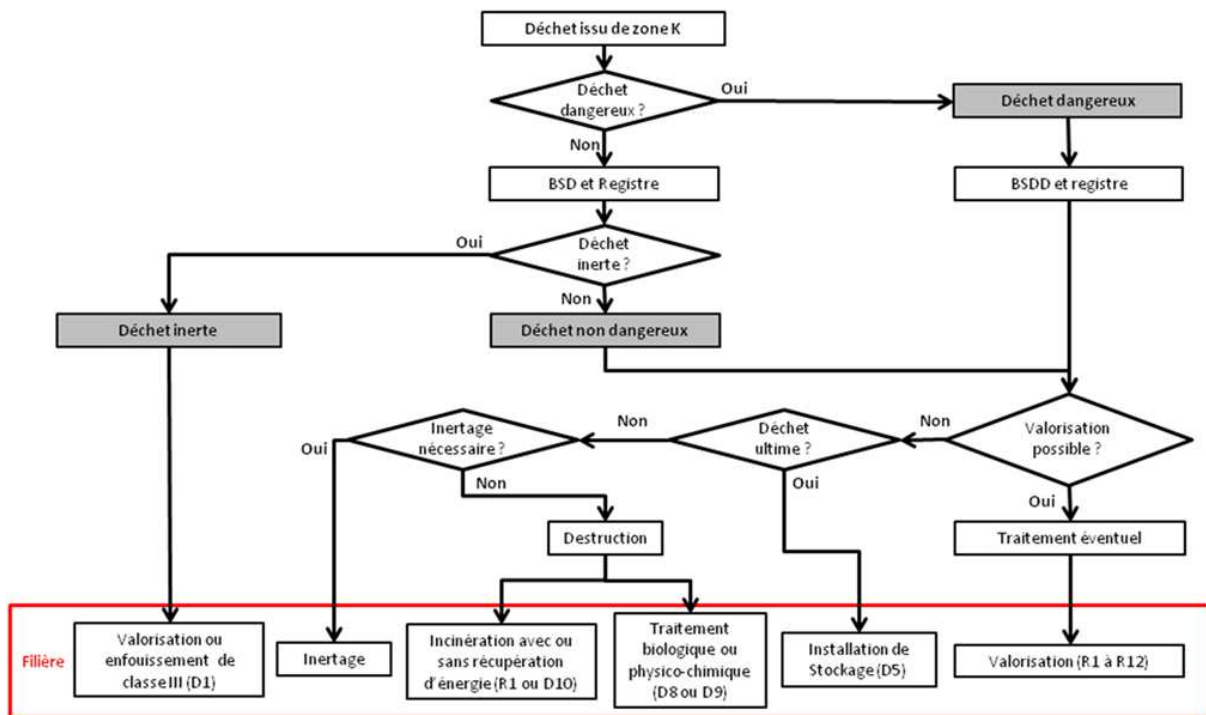 Déchet issu de zone K
Déchet
dangereux ?
Oui
Déchet dangereux
Non
BSD et Registre
BSDD et registre
Oui
Déchet
inerte ?
Non
Déchet inerte
Déchet non dangereux
Inertage
nécessaire ?
Non
Déchet
ultime ?
Non
Valorisation
possible ?
Oui
Non
Oui
Oui
Destruction
Traitement éventuel
Filière
Valorisation ou
enfouissement de
classe III (D1)
Inertage
Incinération avec ou
sans récupération
d'énergie (R1 ou D10)
Traitement
biologique ou
physico-chimique
(D8 ou D9)
Installation de
Stockage (D5)
Valorisation (R1 à R12)